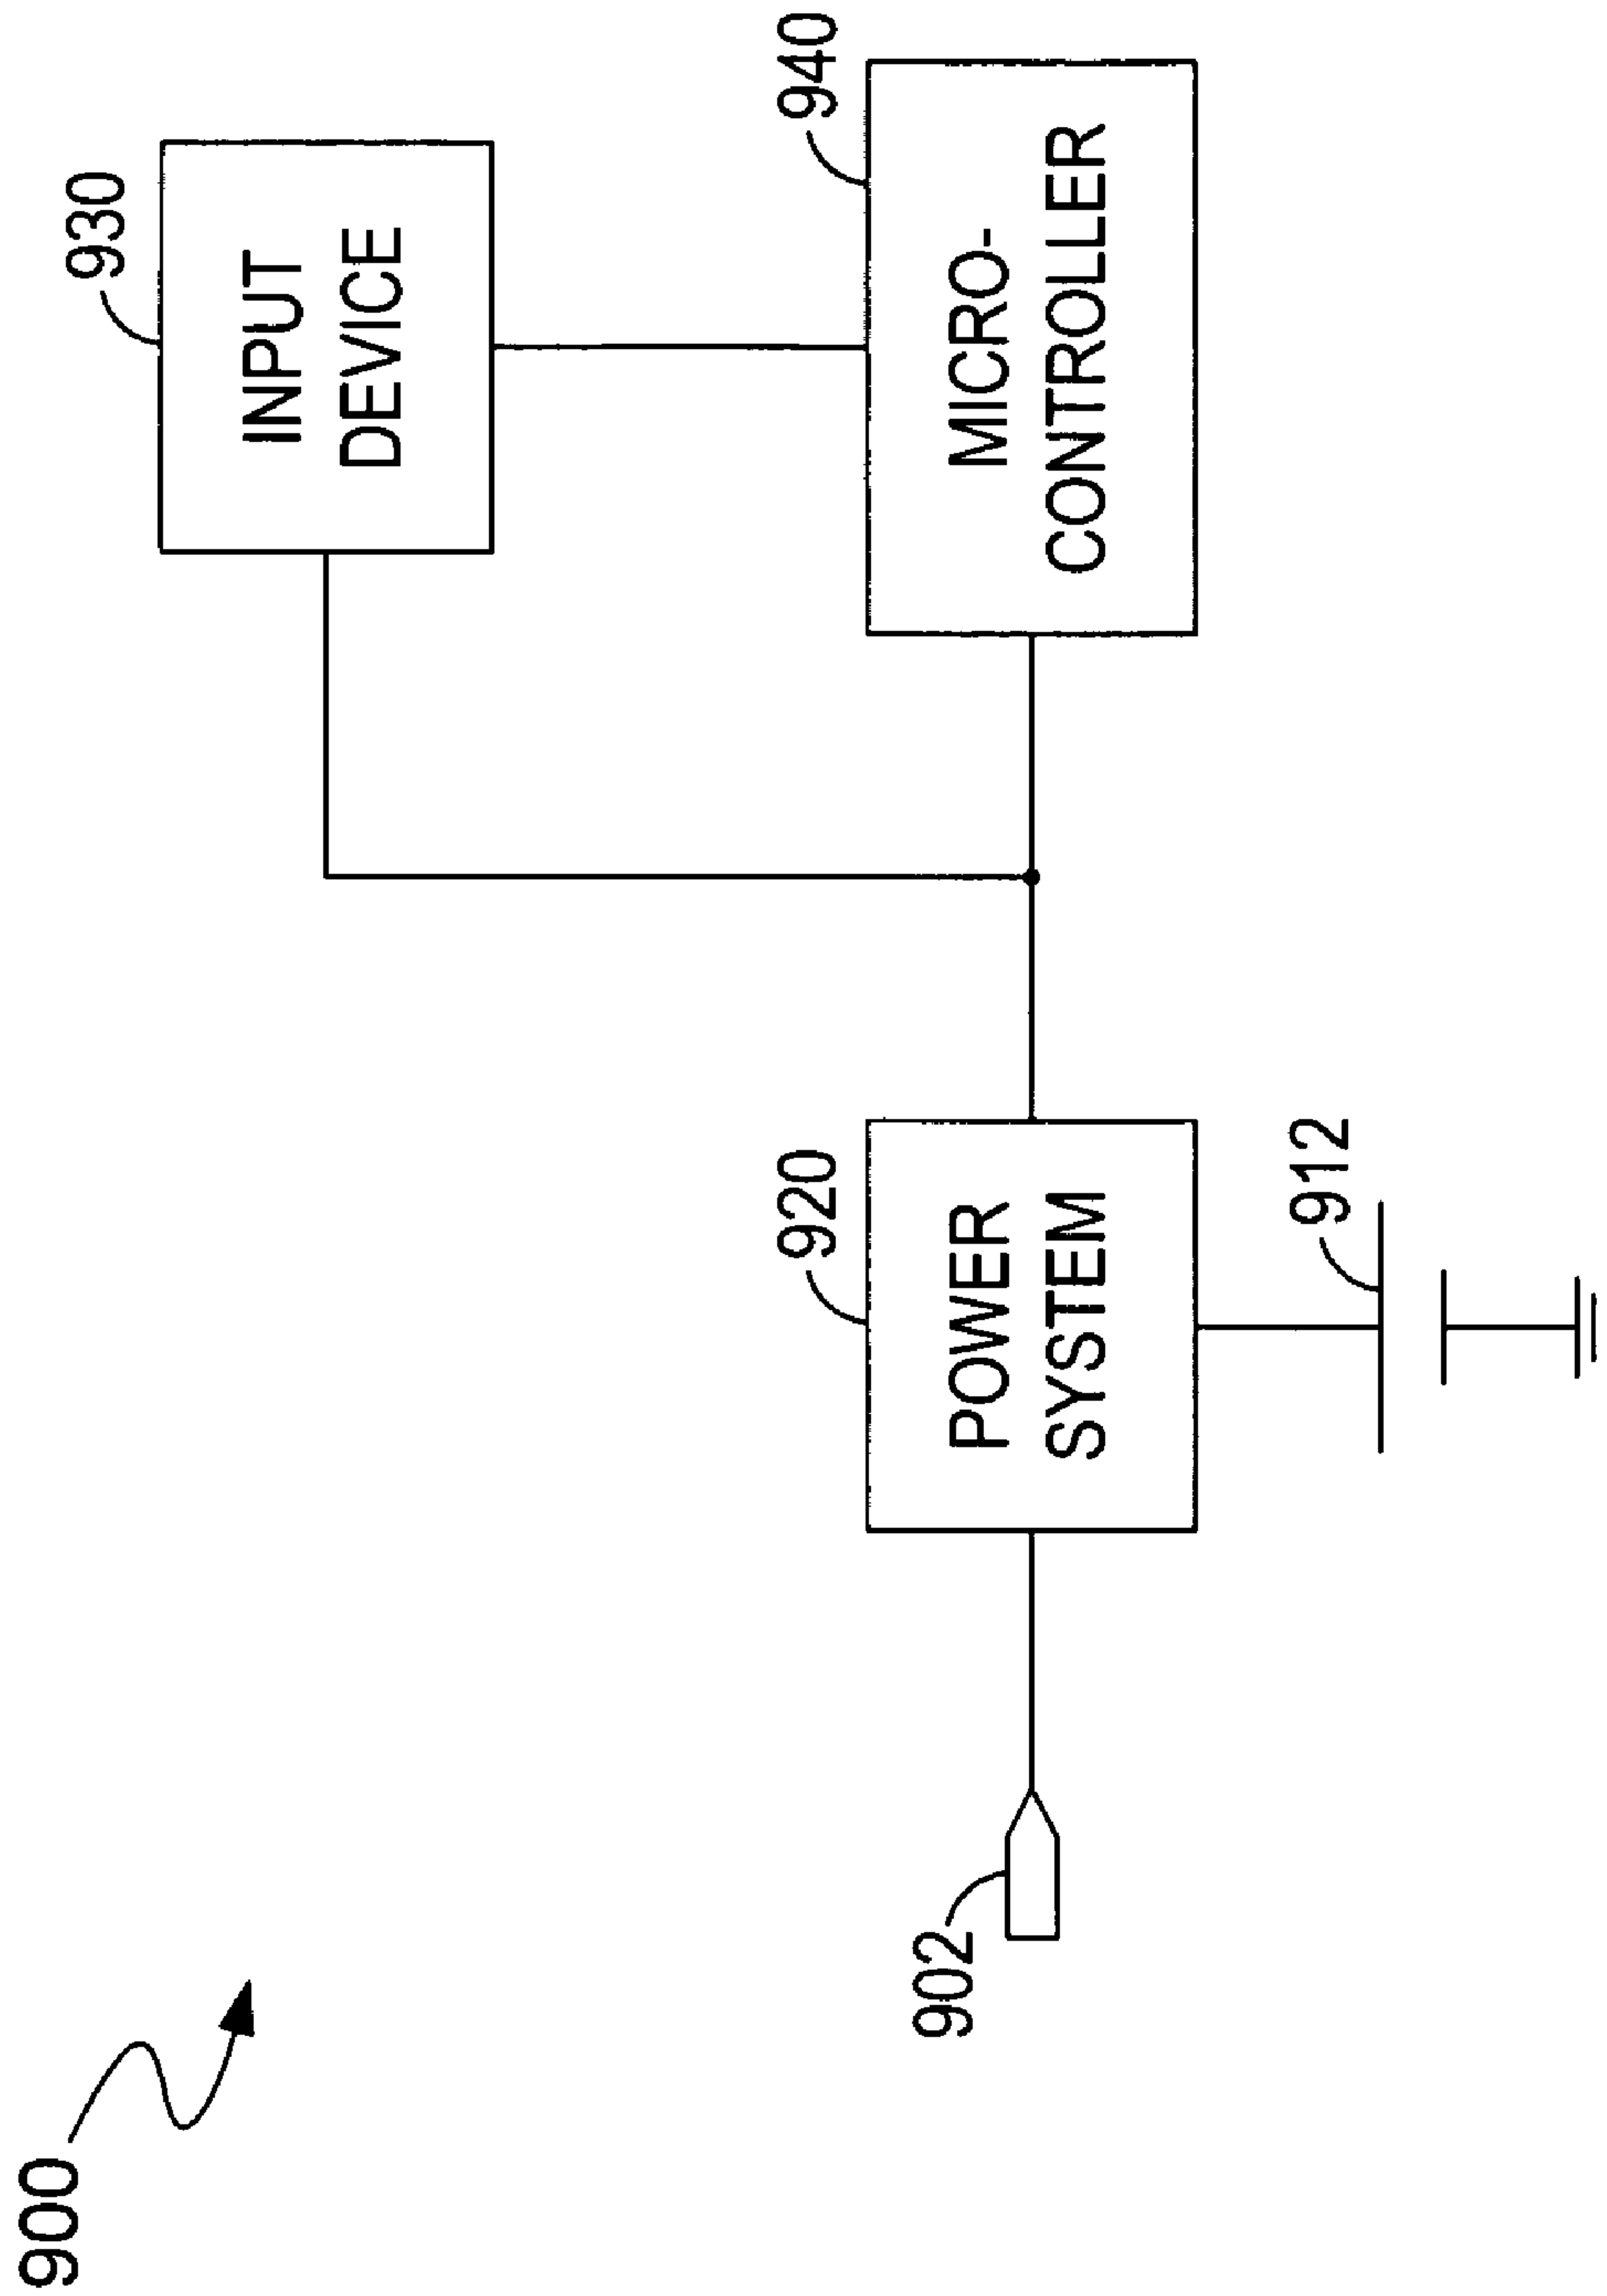 900
902
920
POWER
SYSTEM
912
930
INPUT
DEVICE
940
MICRO-
CONTROLLER